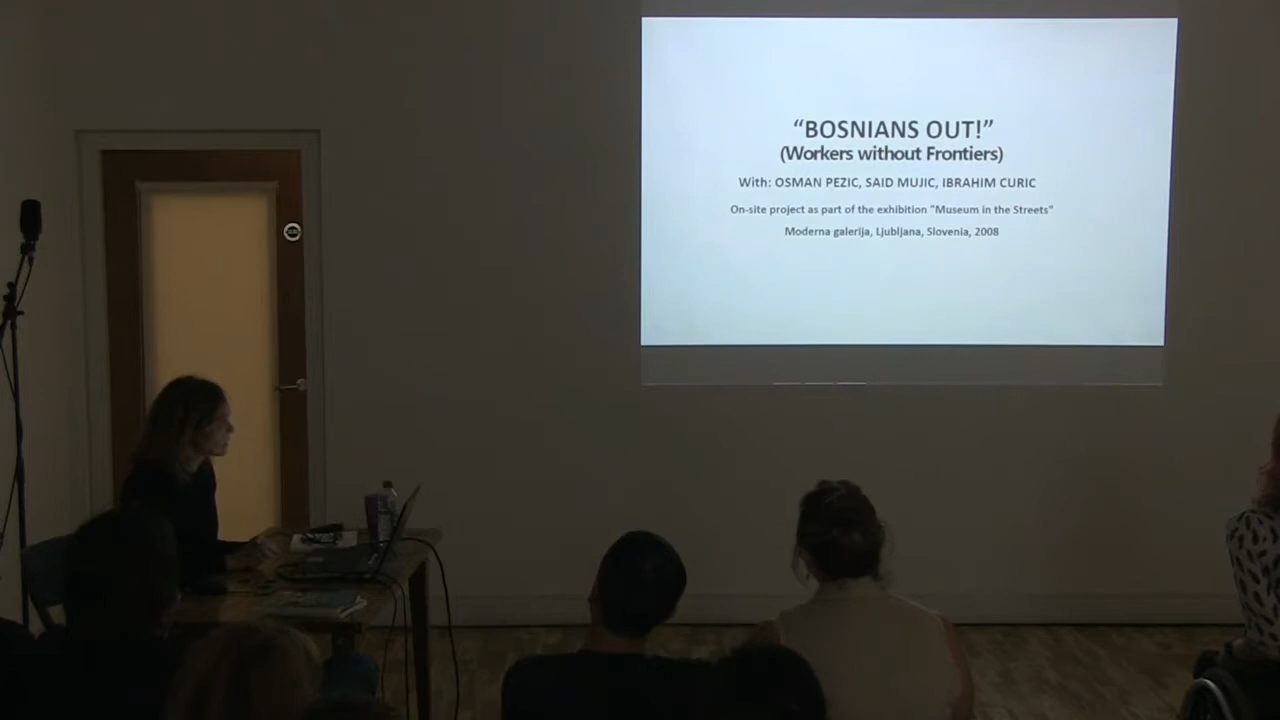 “BOSNIANS OUT!”
(Workers without Frontiers)
With: OSMAN PEZIC, SAID MUJIC, IBRAHIM CURIC
On-site project as part of the exhibition "Museum in the Streets"
Moderna galerija, Ljubljana, Slovenia, 2008